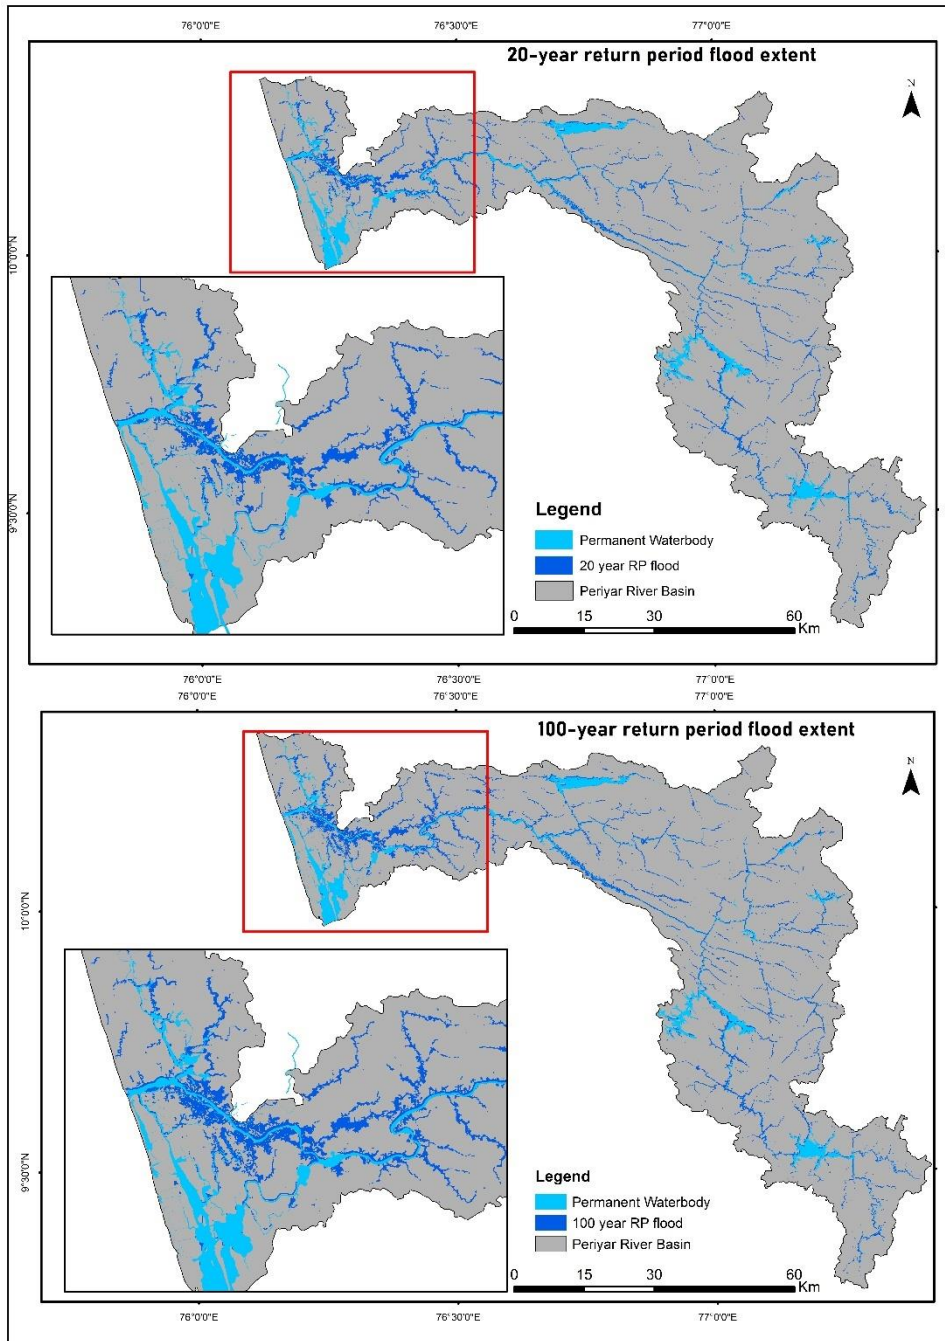 76°0'0"E 76°30'0"E 77°0'0"E
20-year return period flood extent
N
10°0'0"N
9°30'0"N
Legend
Permanent Waterbody
20 year RP flood
Periyar River Basin
0 15 30 60
Km
76°0'0"E 76°30'0"E 77°0'0"E
76°0'0"E 76°30'0"E 77°0'0"E
100-year return period flood extent
N
10°0'0"N
9°30'0"N
Legend
Permanent Waterbody
100 year RP flood
Periyar River Basin
0 15 30 60
Km
76°0'0"E 76°30'0"E 77°0'0"E